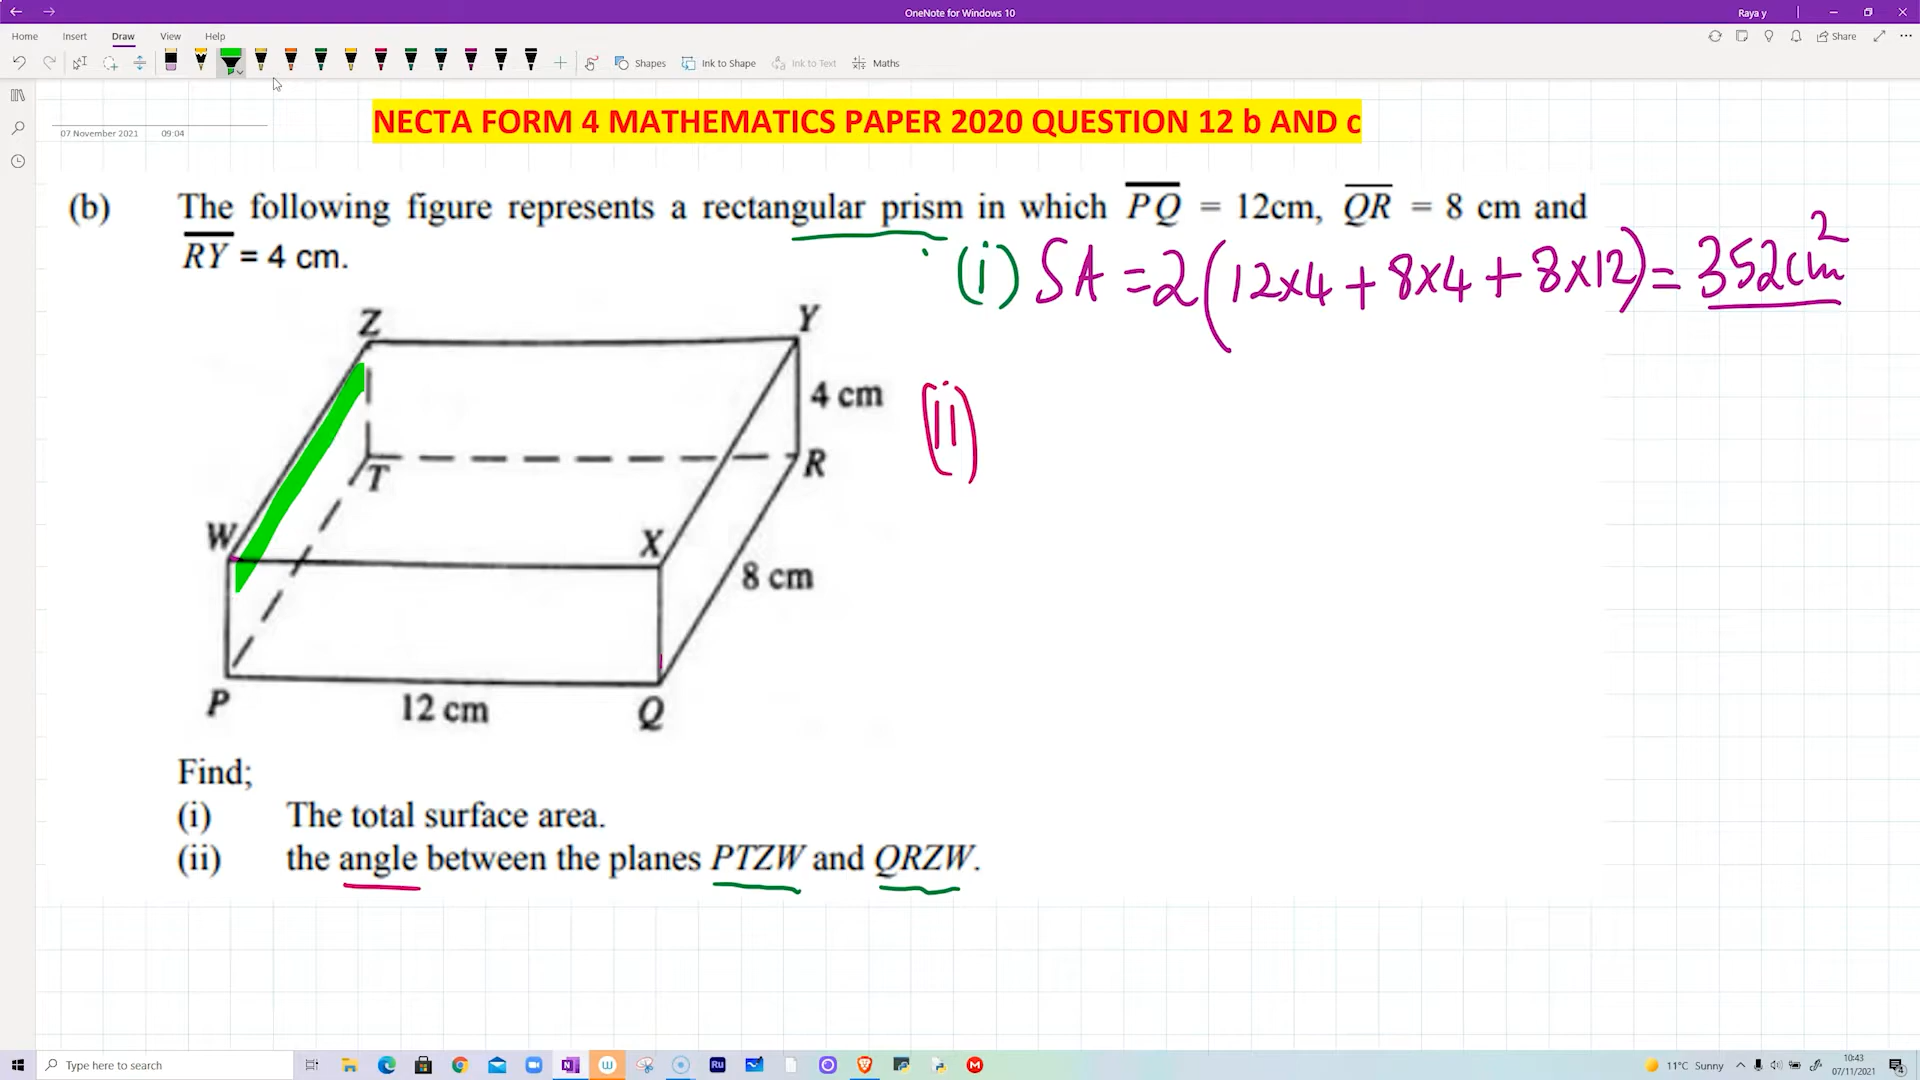 OneNote for Windows 10
Raya y
Home Insert Draw View Help
Share
Shapes Ink to Shape Ink to Text Maths
NECTA FORM 4 MATHEMATICS PAPER 2020 QUESTION 12 b AND c
07 November 2021 09:04
(b) The following figure represents a rectangular prism in which PQ = 12cm, QR = 8 cm and
RY = 4 cm.
(i) SA = 2(12x4 + 8x4 + 8x12) = 352cm²
Z Y
4 cm
(ii)
T R
W X
8 cm
P 12 cm Q
Find;
(i) The total surface area.
(ii) the angle between the planes PTZW and QRZW.
Type here to search
11°C Sunny
10:43
07/11/2021